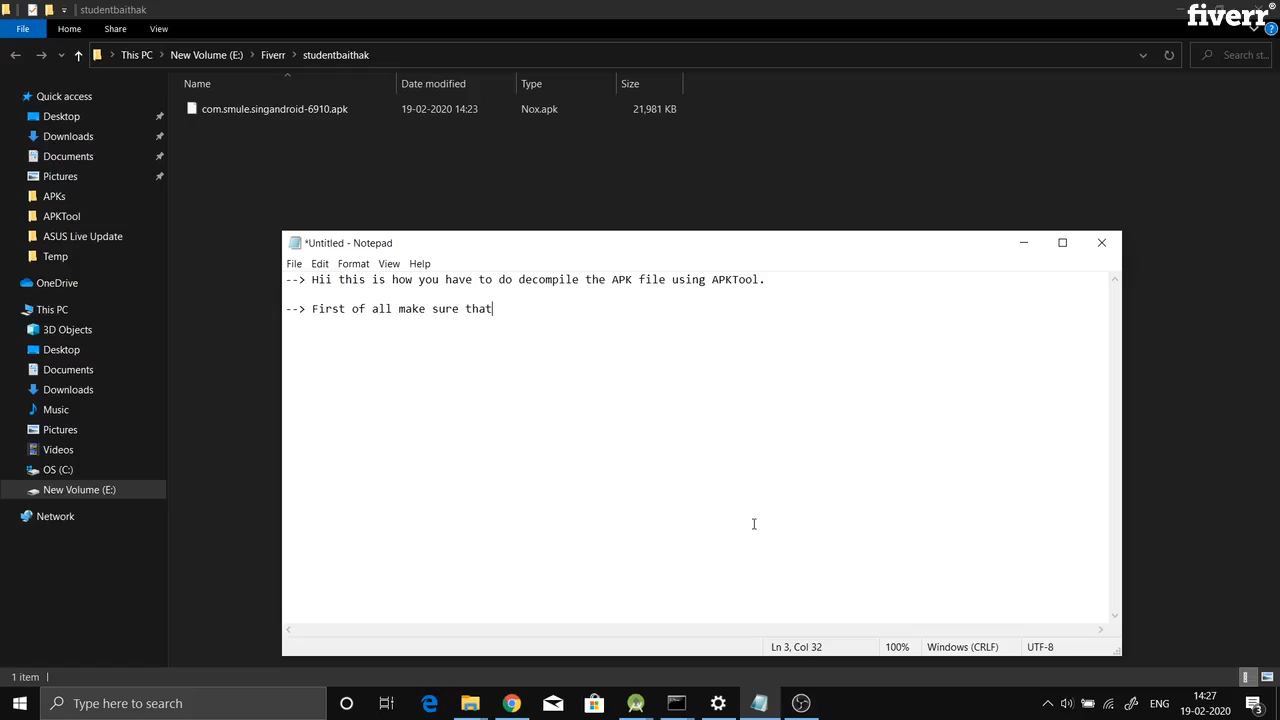 studentbaithak
fiverr®
File Home Share View
This PC New Volume (E:) Fiverr studentbaithak Search st...
Name Date modified Type Size
com.smule.singandroid-6910.apk 19-02-2020 14:23 Nox.apk 21,981 KB
Quick access
Desktop
Downloads
Documents
Pictures
APKs
APKTool
ASUS Live Update
Temp
OneDrive
This PC
3D Objects
Desktop
Documents
Downloads
Music
Pictures
Videos
OS (C:)
New Volume (E:)
Network
*Untitled - Notepad
File Edit Format View Help
--> Hii this is how you have to do decompile the APK file using APKTool.
--> First of all make sure that
Ln 3, Col 32 100% Windows (CRLF) UTF-8
1 item
Type here to search
ENG
14:27
19-02-2020
3